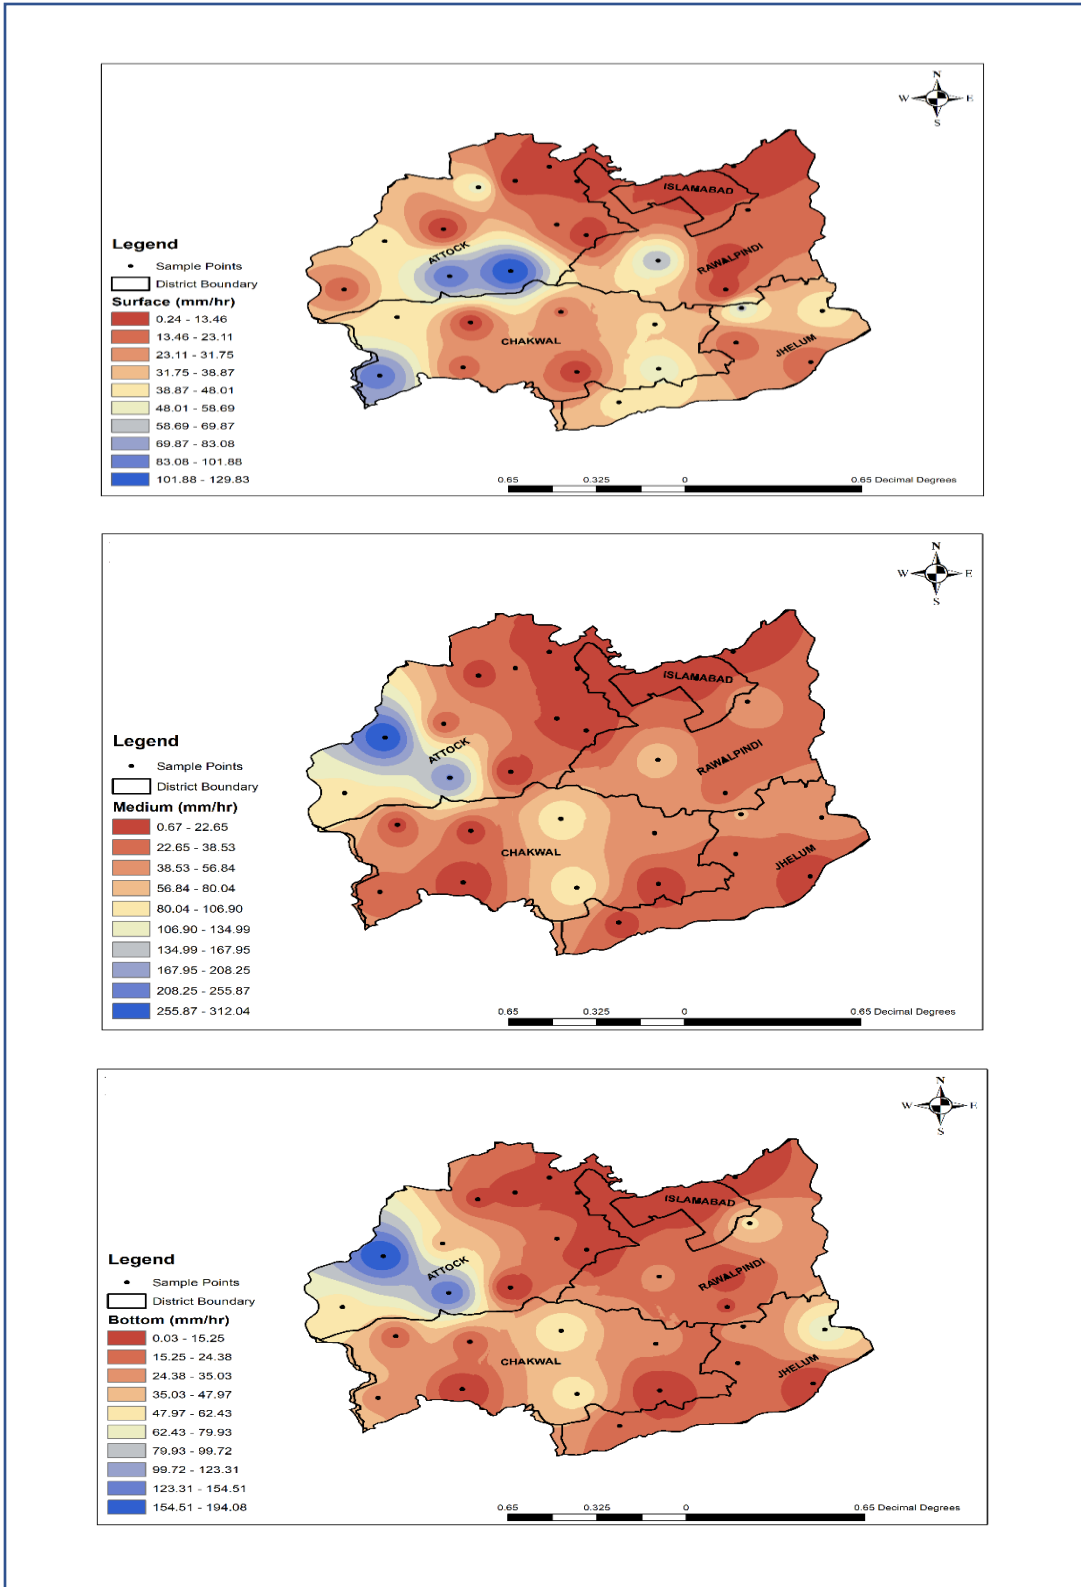 N
W E
S
ISLAMABAD
ATTOCK
RAWALPINDI
CHAKWAL
JHELUM
Legend
Sample Points
District Boundary
Surface (mm/hr)
0.24 - 13.46
13.46 - 23.11
23.11 - 31.75
31.75 - 38.87
38.87 - 48.01
48.01 - 58.69
58.69 - 69.87
69.87 - 83.08
83.08 - 101.88
101.88 - 129.83
0.65 0.325 0 0.65 Decimal Degrees
N
W E
S
ISLAMABAD
ATTOCK
RAWALPINDI
CHAKWAL
JHELUM
Legend
Sample Points
District Boundary
Medium (mm/hr)
0.67 - 22.65
22.65 - 38.53
38.53 - 56.84
56.84 - 80.04
80.04 - 106.90
106.90 - 134.99
134.99 - 167.95
167.95 - 208.25
208.25 - 255.87
255.87 - 312.04
0.65 0.325 0 0.65 Decimal Degrees
N
W E
S
ISLAMABAD
ATTOCK
RAWALPINDI
CHAKWAL
JHELUM
Legend
Sample Points
District Boundary
Bottom (mm/hr)
0.03 - 15.25
15.25 - 24.38
24.38 - 35.03
35.03 - 47.97
47.97 - 62.43
62.43 - 79.93
79.93 - 99.72
99.72 - 123.31
123.31 - 154.51
154.51 - 194.08
0.65 0.325 0 0.65 Decimal Degrees